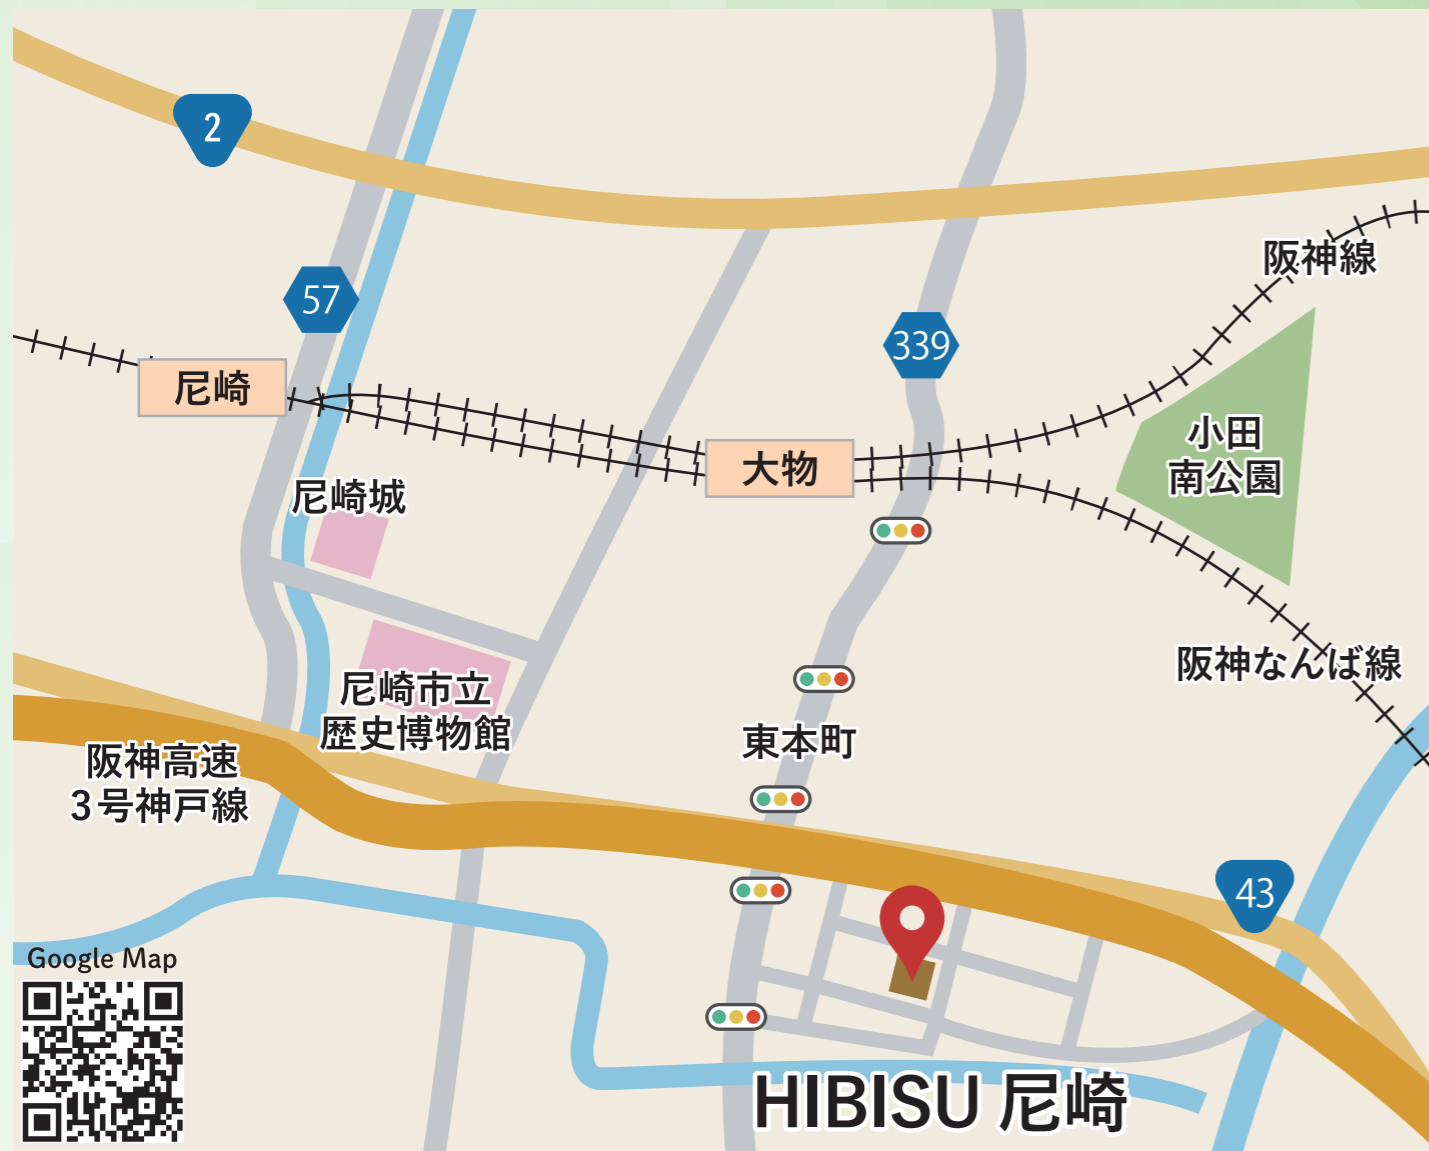 2
阪神線
57
339
尼崎
大物
小田
南公園
尼崎城
阪神なんば線
尼崎市立
歴史博物館
東本町
阪神高速
3号神戸線
43
Google Map
HIBISU 尼崎